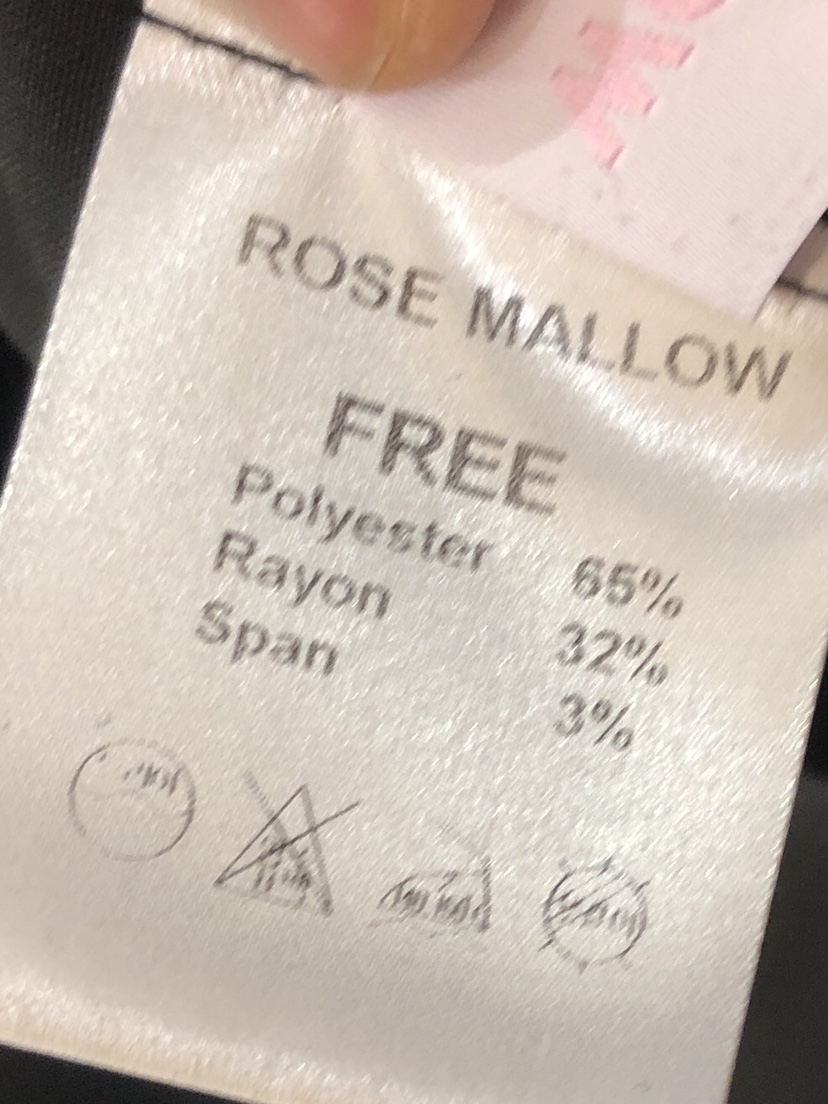 ROSE MALLOW
FREE
Polyester 65%
Rayon 32%
Span 3%